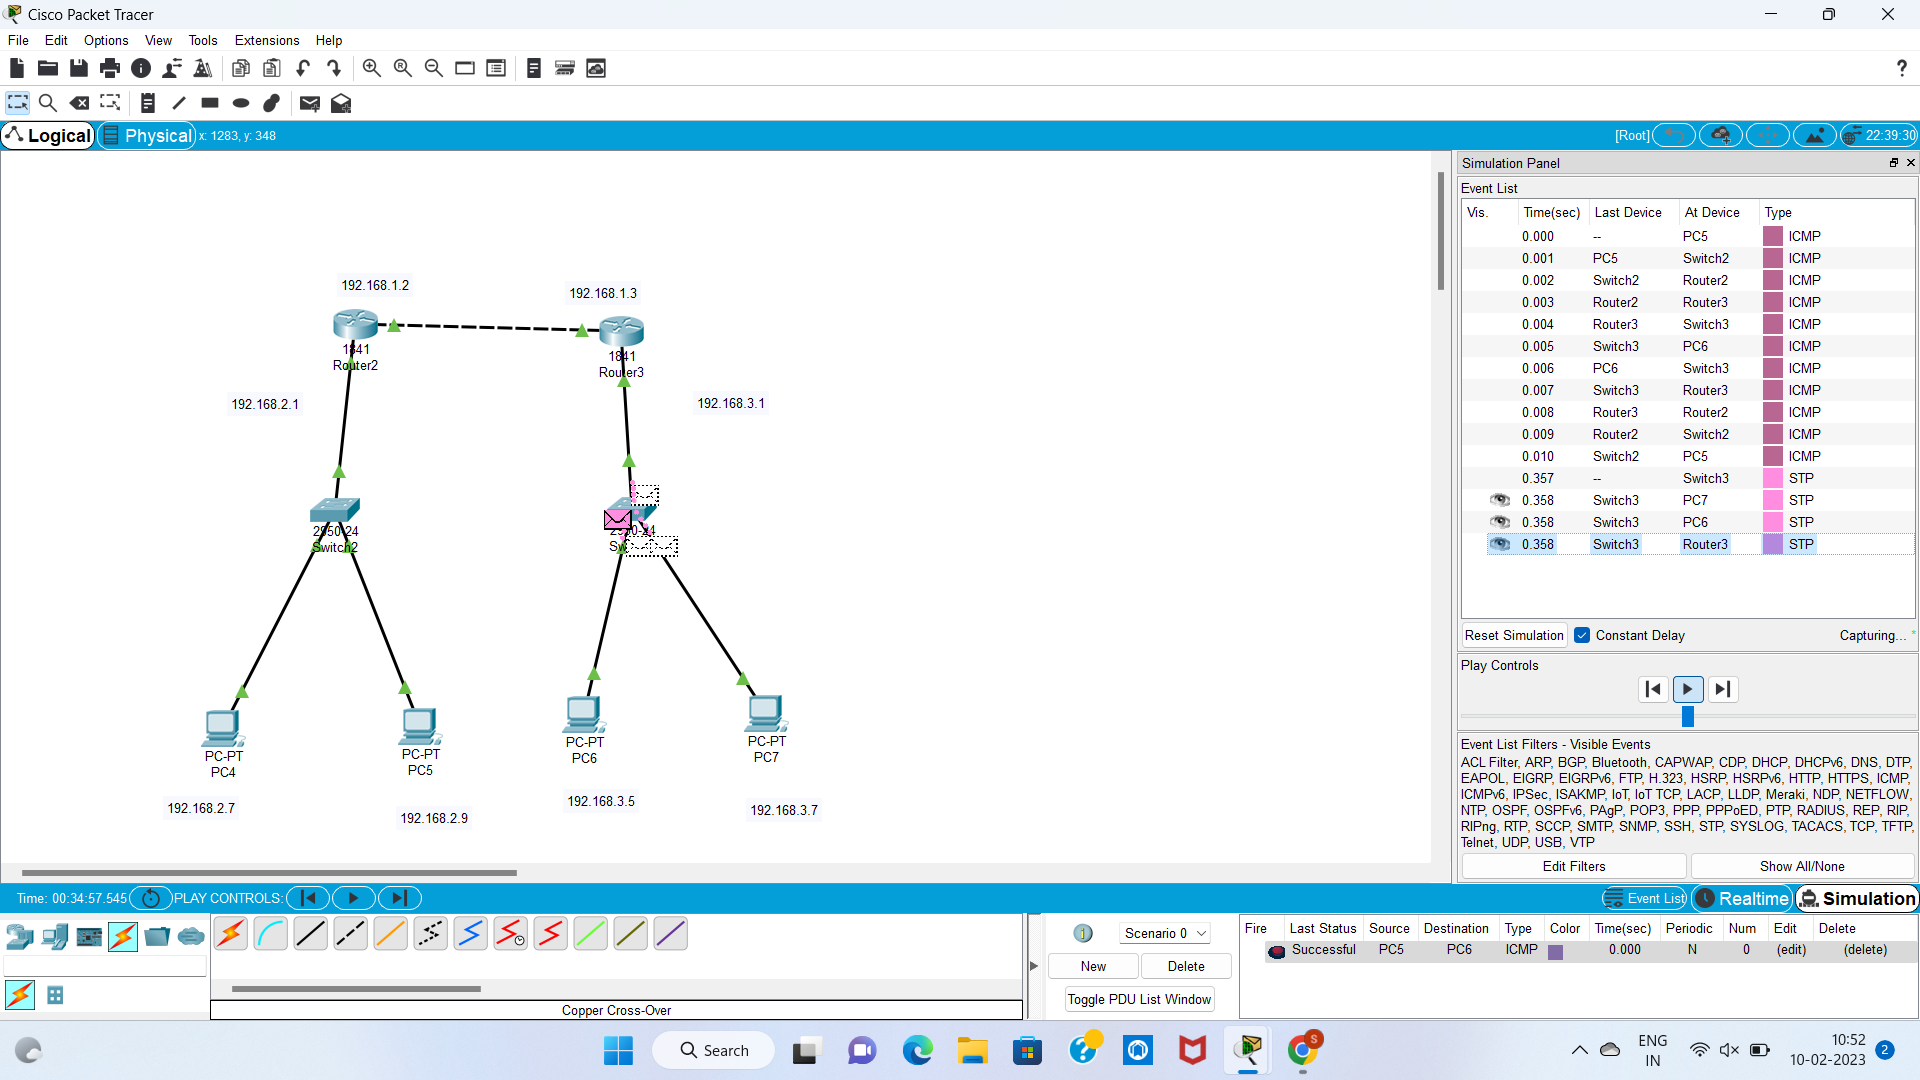 Cisco Packet Tracer
File Edit Options View Tools Extensions Help
Logical Physical x: 1283, y: 348 [Root] 22:39:30
192.168.1.2
192.168.1.3
1841
Router2
1841
Router3
192.168.2.1
192.168.3.1
2950-24
Switch2
2950-24
Sw
PC-PT
PC4
PC-PT
PC5
PC-PT
PC6
PC-PT
PC7
192.168.2.7
192.168.2.9
192.168.3.5
192.168.3.7
Simulation Panel
Event List
Vis. Time(sec) Last Device At Device Type
0.000 -- PC5 ICMP
0.001 PC5 Switch2 ICMP
0.002 Switch2 Router2 ICMP
0.003 Router2 Router3 ICMP
0.004 Router3 Switch3 ICMP
0.005 Switch3 PC6 ICMP
0.006 PC6 Switch3 ICMP
0.007 Switch3 Router3 ICMP
0.008 Router3 Router2 ICMP
0.009 Router2 Switch2 ICMP
0.010 Switch2 PC5 ICMP
0.357 -- Switch3 STP
0.358 Switch3 PC7 STP
0.358 Switch3 PC6 STP
0.358 Switch3 Router3 STP
Reset Simulation Constant Delay Capturing...
Play Controls
Event List Filters - Visible Events
ACL Filter, ARP, BGP, Bluetooth, CAPWAP, CDP, DHCP, DHCPv6, DNS, DTP,
EAPOL, EIGRP, EIGRPv6, FTP, H.323, HSRP, HSRPv6, HTTP, HTTPS, ICMP,
ICMPv6, IPSec, ISAKMP, IoT, IoT TCP, LACP, LLDP, Meraki, NDP, NETFLOW,
NTP, OSPF, OSPFv6, PAgP, POP3, PPP, PPPoED, PTP, RADIUS, REP, RIP,
RIPng, RTP, SCCP, SMTP, SNMP, SSH, STP, SYSLOG, TACACS, TCP, TFTP,
Telnet, UDP, USB, VTP
Edit Filters Show All/None
Time: 00:34:57.545 PLAY CONTROLS: Event List Realtime Simulation
Copper Cross-Over
Scenario 0
New Delete
Toggle PDU List Window
Fire Last Status Source Destination Type Color Time(sec) Periodic Num Edit Delete
Successful PC5 PC6 ICMP 0.000 N 0 (edit) (delete)
Search
ENG
IN
10:52
10-02-2023
2